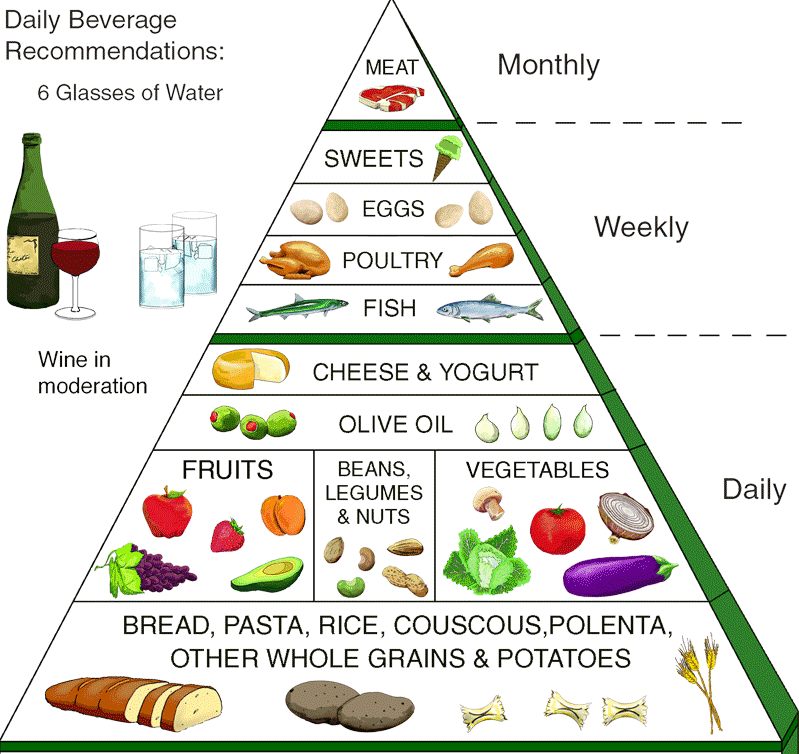 Daily Beverage
Recommendations:
6 Glasses of Water
Wine in
moderation
MEAT
Monthly
SWEETS
EGGS
POULTRY
FISH
Weekly
CHEESE & YOGURT
OLIVE OIL
FRUITS
BEANS,
LEGUMES
& NUTS
VEGETABLES
Daily
BREAD, PASTA, RICE, COUSCOUS,POLENTA,
OTHER WHOLE GRAINS & POTATOES